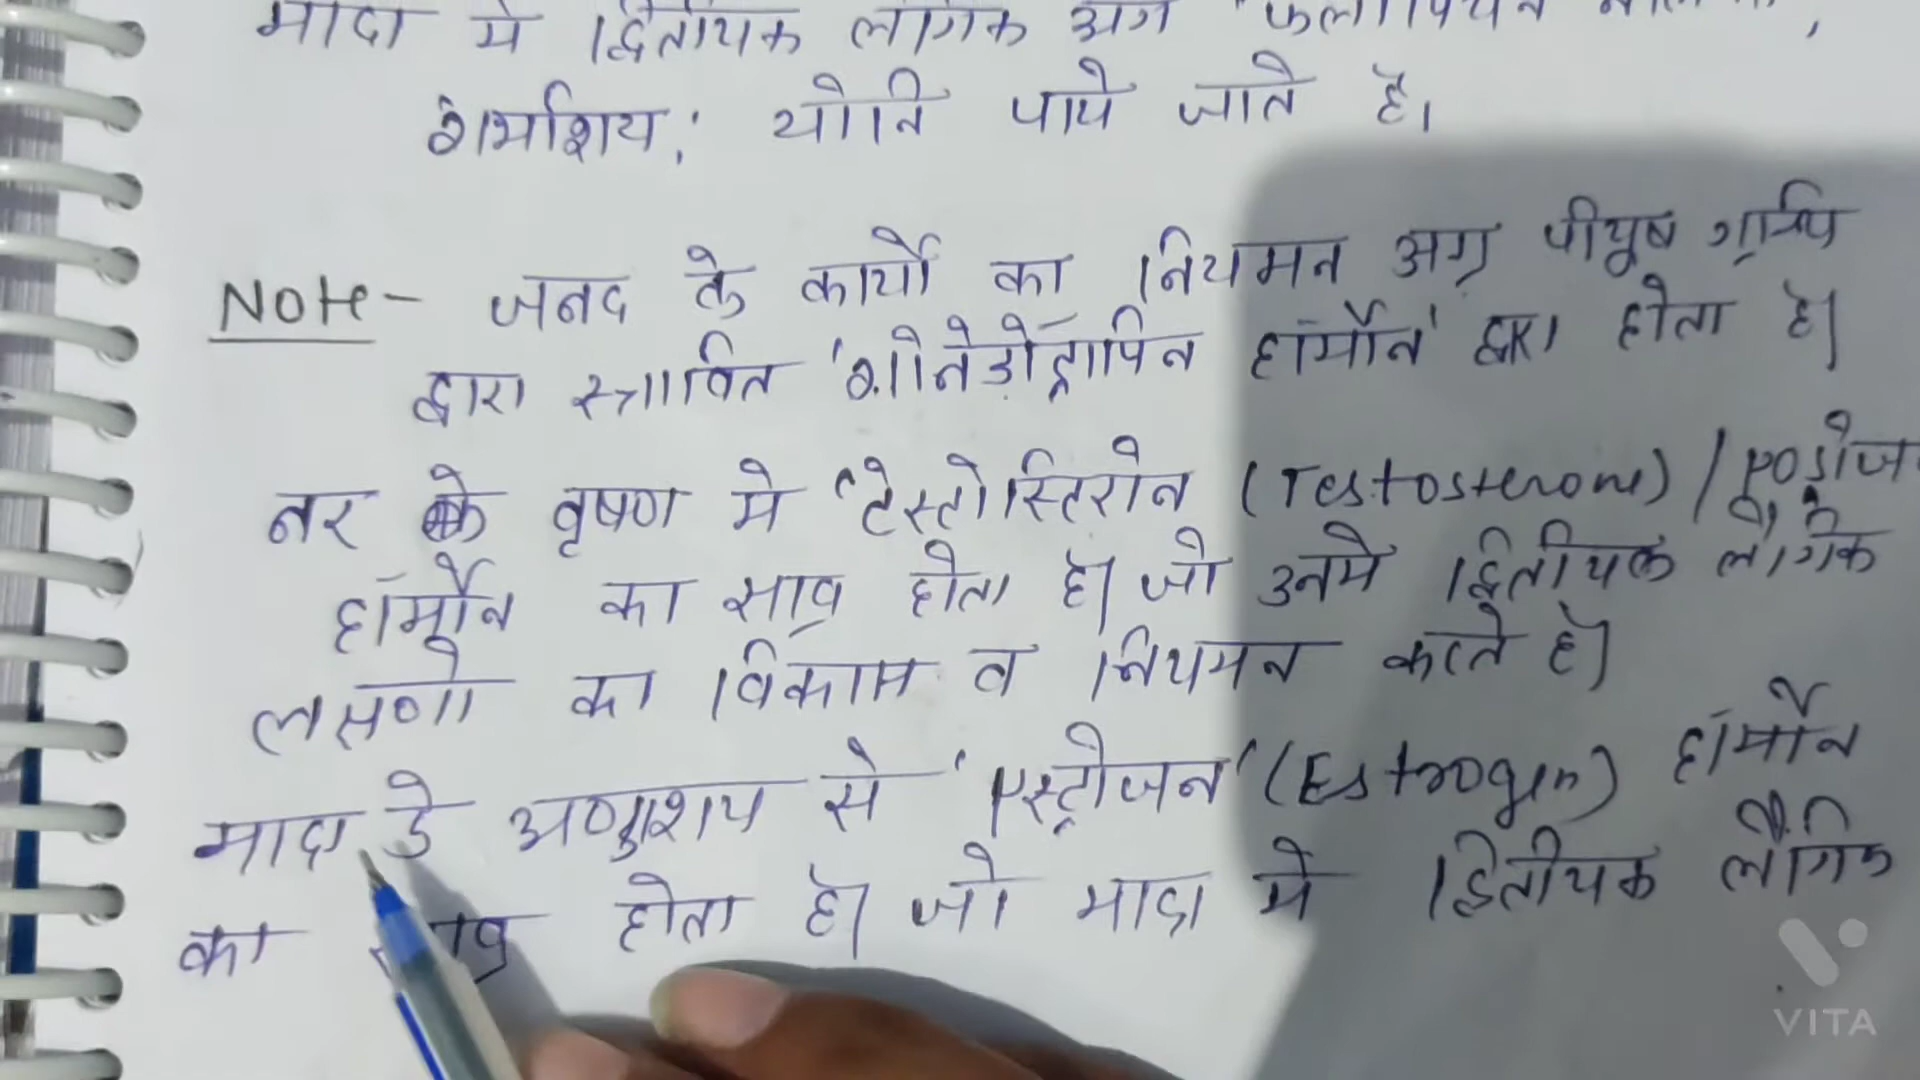 मादा मे द्वितीयक लैंगिक अंग
गर्भाशय, योनि पाये जाते है।
Note - जनद के कार्यो का नियमन अग्र पीयूष ग्रन्थि
द्वारा स्त्रावित 'गोनेडोट्रापिन हॉर्मोन' द्वारा होता है।
नर के वृषण मे "टेस्टोस्टिरोन (Testosterone) / एण्ड्रोज
हॉर्मोन का स्राव होता है। जो उनमे द्वितीयक लैंगिक
लक्षणो का विकास व नियमन करते है।
मादा के अण्डाशय से 'एस्ट्रोजन' (Estrogen) हॉर्मोन
का स्राव होता है। जो मादा मे द्वितीयक लैंगिक
VITA